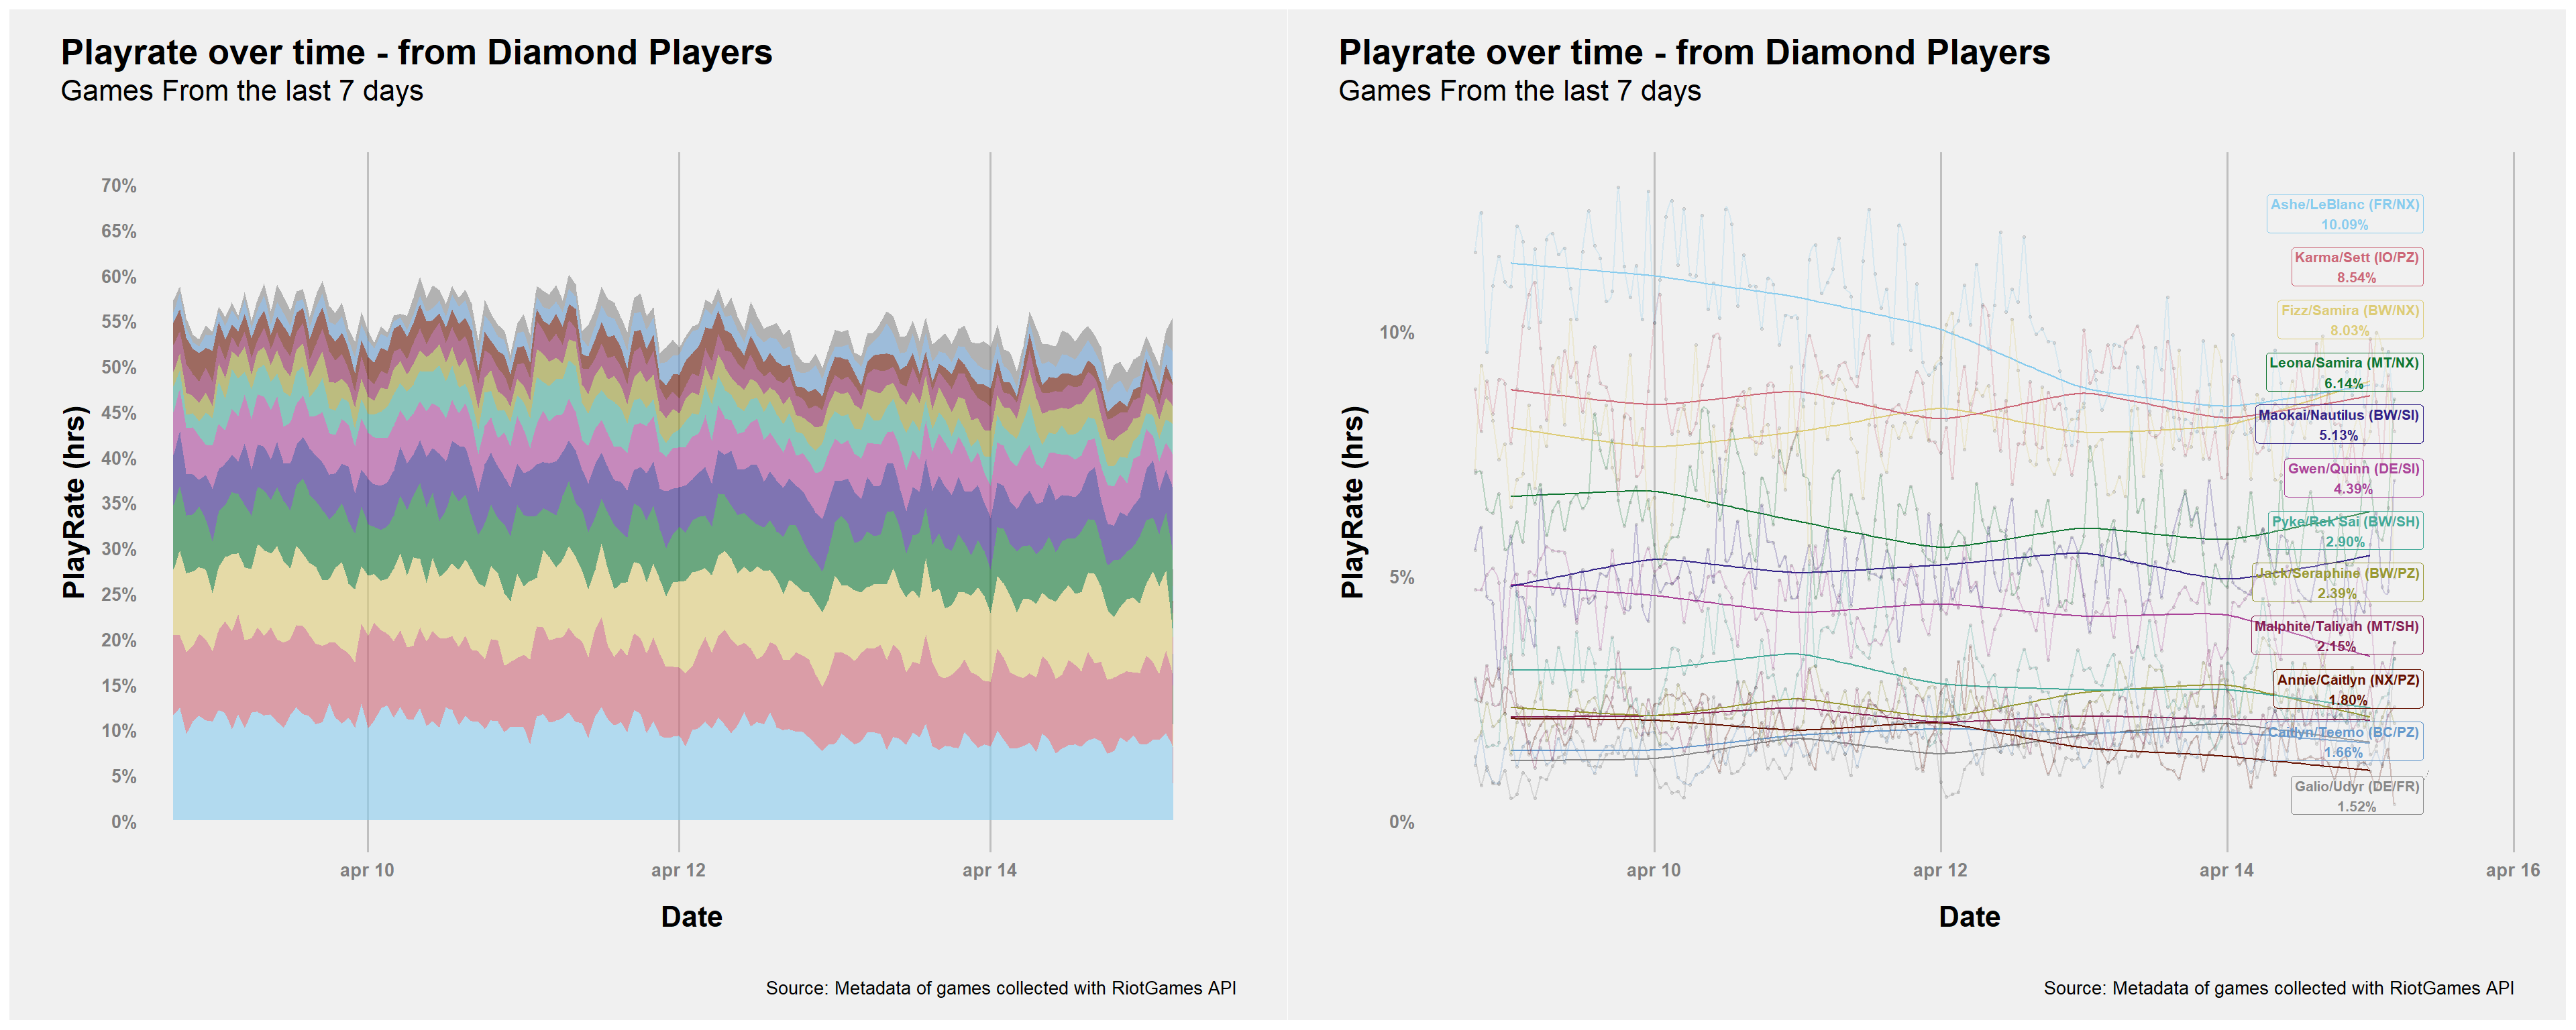 Playrate over time - from Diamond Players
Games From the last 7 days
PlayRate (hrs)
70%
65%
60%
55%
50%
45%
40%
35%
30%
25%
20%
15%
10%
5%
0%
apr 10
apr 12
apr 14
Date
Source: Metadata of games collected with RiotGames API
Playrate over time - from Diamond Players
Games From the last 7 days
PlayRate (hrs)
10%
5%
0%
Ashe/LeBlanc (FR/NX)
10.09%
Karma/Sett (IO/PZ)
8.54%
Fizz/Samira (BW/NX)
8.03%
Leona/Samira (MT/NX)
6.14%
Maokai/Nautilus (BW/SI)
5.13%
Gwen/Quinn (DE/SI)
4.39%
Pyke/Rek'Sai (BW/SH)
2.90%
Jack/Seraphine (BW/PZ)
2.39%
Malphite/Taliyah (MT/SH)
2.15%
Annie/Caitlyn (NX/PZ)
1.80%
Caitlyn/Teemo (BC/PZ)
1.66%
Galio/Udyr (DE/FR)
1.52%
apr 10
apr 12
apr 14
apr 16
Date
Source: Metadata of games collected with RiotGames API